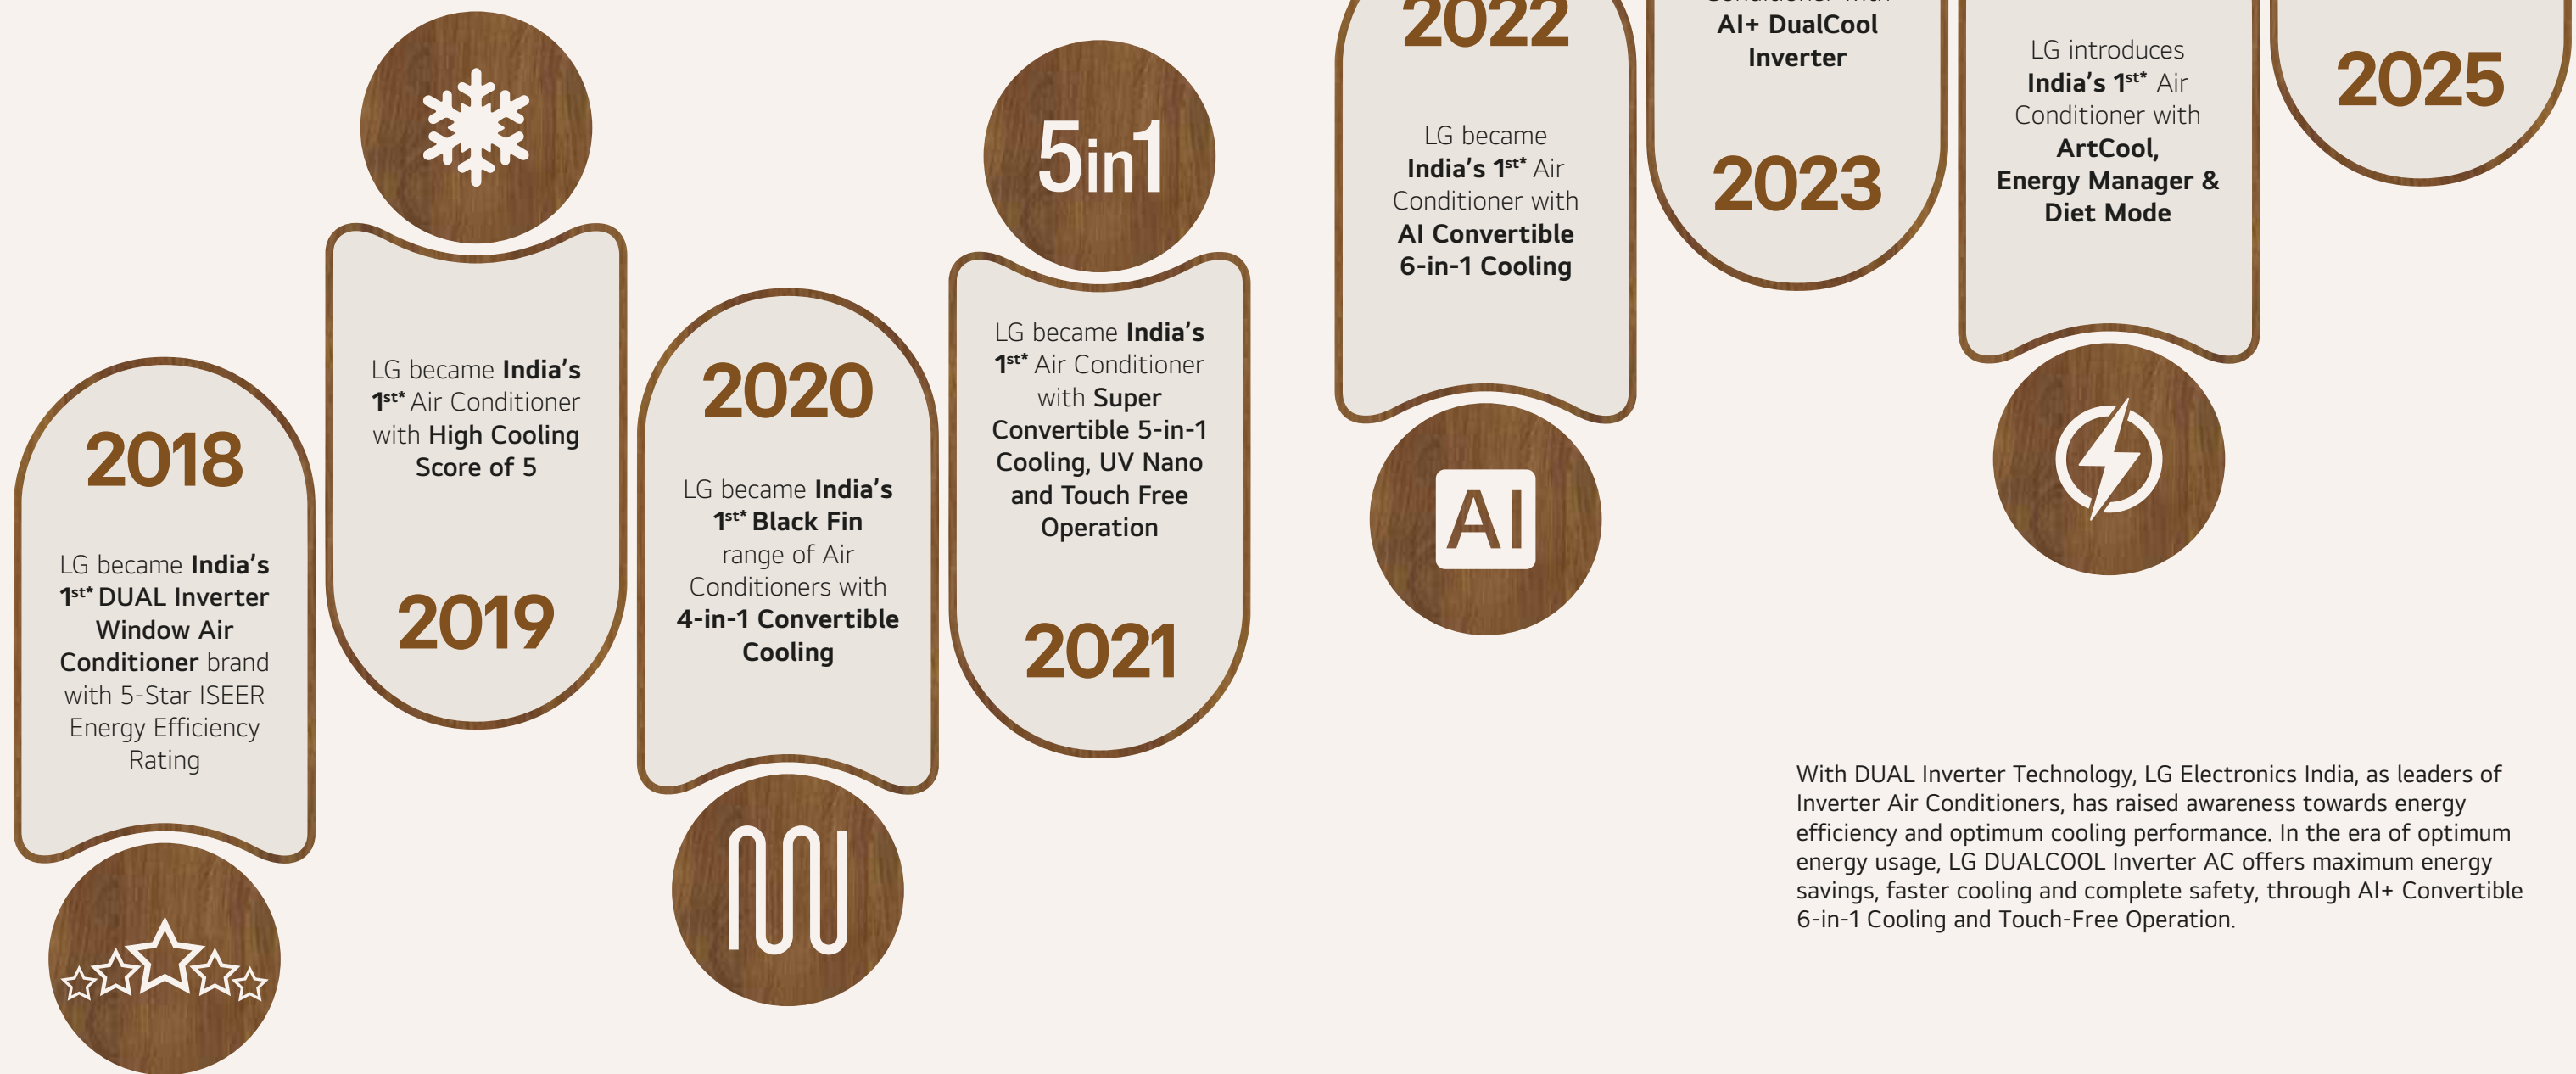 2018
LG became India's
1st* DUAL Inverter
Window Air
Conditioner brand
with 5-Star ISEER
Energy Efficiency
Rating
LG became India's
1st* Air Conditioner
with High Cooling
Score of 5
2019
2020
LG became India's
1st* Black Fin
range of Air
Conditioners with
4-in-1 Convertible
Cooling
5in1
LG became India's
1st* Air Conditioner
with Super
Convertible 5-in-1
Cooling, UV Nano
and Touch Free
Operation
2021
2022
LG became
India's 1st* Air
Conditioner with
AI Convertible
6-in-1 Cooling
AI
AI+ DualCool
Inverter
2023
LG introduces
India's 1st* Air
Conditioner with
ArtCool,
Energy Manager &
Diet Mode
2025
With DUAL Inverter Technology, LG Electronics India, as leaders of
Inverter Air Conditioners, has raised awareness towards energy
efficiency and optimum cooling performance. In the era of optimum
energy usage, LG DUALCOOL Inverter AC offers maximum energy
savings, faster cooling and complete safety, through AI+ Convertible
6-in-1 Cooling and Touch-Free Operation.